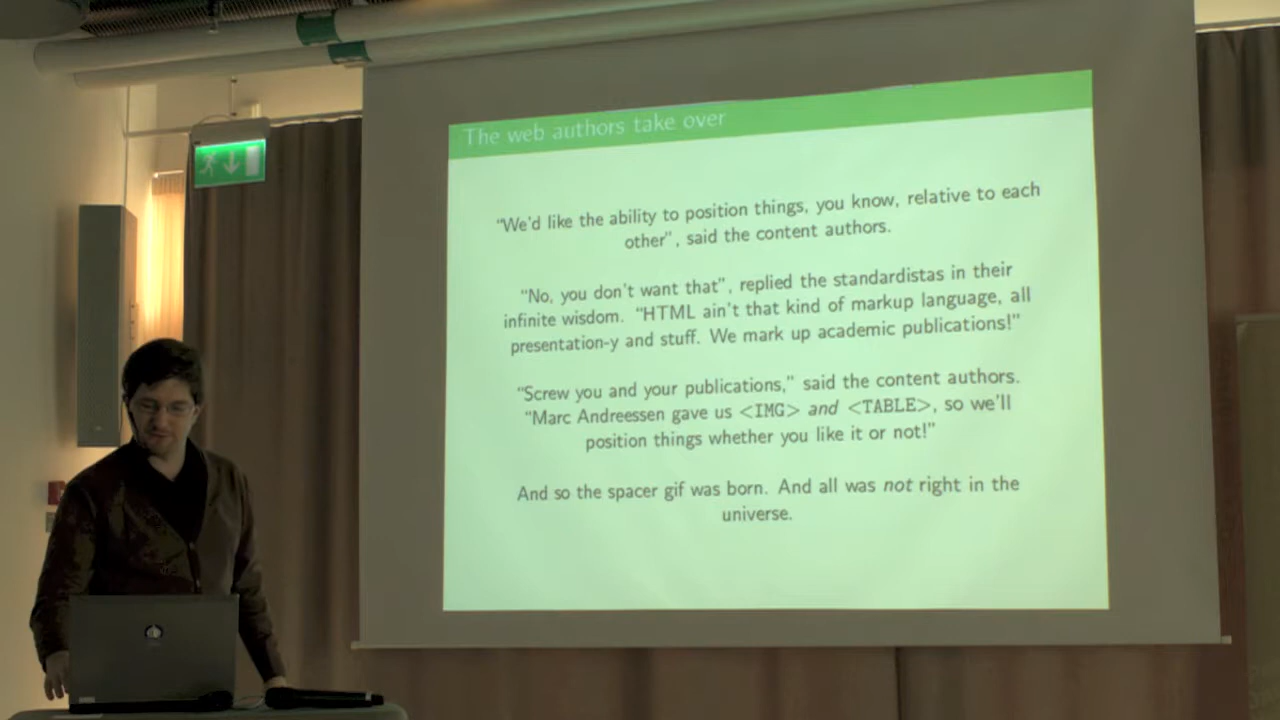 The web authors take over
“We'd like the ability to position things, you know, relative to each
other”, said the content authors.
“No, you don't want that”, replied the standardistas in their
infinite wisdom. “HTML ain't that kind of markup language, all
presentation-y and stuff. We mark up academic publications!”
“Screw you and your publications,” said the content authors.
“Marc Andreessen gave us <IMG> and <TABLE>, so we'll
position things whether you like it or not!”
And so the spacer gif was born. And all was not right in the
universe.